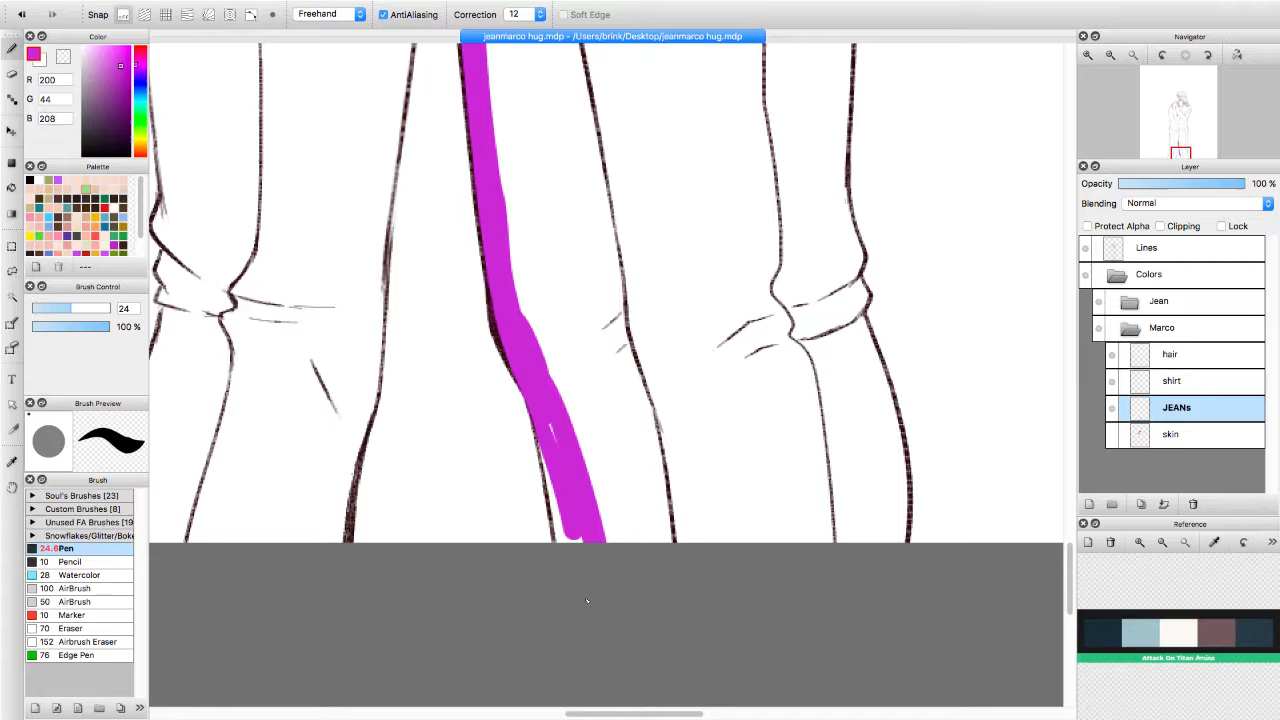 Snap
Freehand
AntiAliasing
Correction 12
Soft Edge
jeanmarco hug.mdp - /Users/brink/Desktop/jeanmarco hug.mdp
Color
R 200
G 44
B 208
Palette
---
Brush Control
24
100 %
Brush Preview
Brush
Soul's Brushes [23]
Custom Brushes [8]
Unused FA Brushes [19
Snowflakes/Glitter/Boke
24.6 Pen
10 Pencil
28 Watercolor
100 AirBrush
50 AirBrush
10 Marker
70 Eraser
152 Airbrush Eraser
76 Edge Pen
Navigator
Layer
Opacity 100 %
Blending Normal
Protect Alpha Clipping Lock
Lines
Colors
Jean
Marco
hair
shirt
JEANs
skin
Reference
Attack On Titan Amino